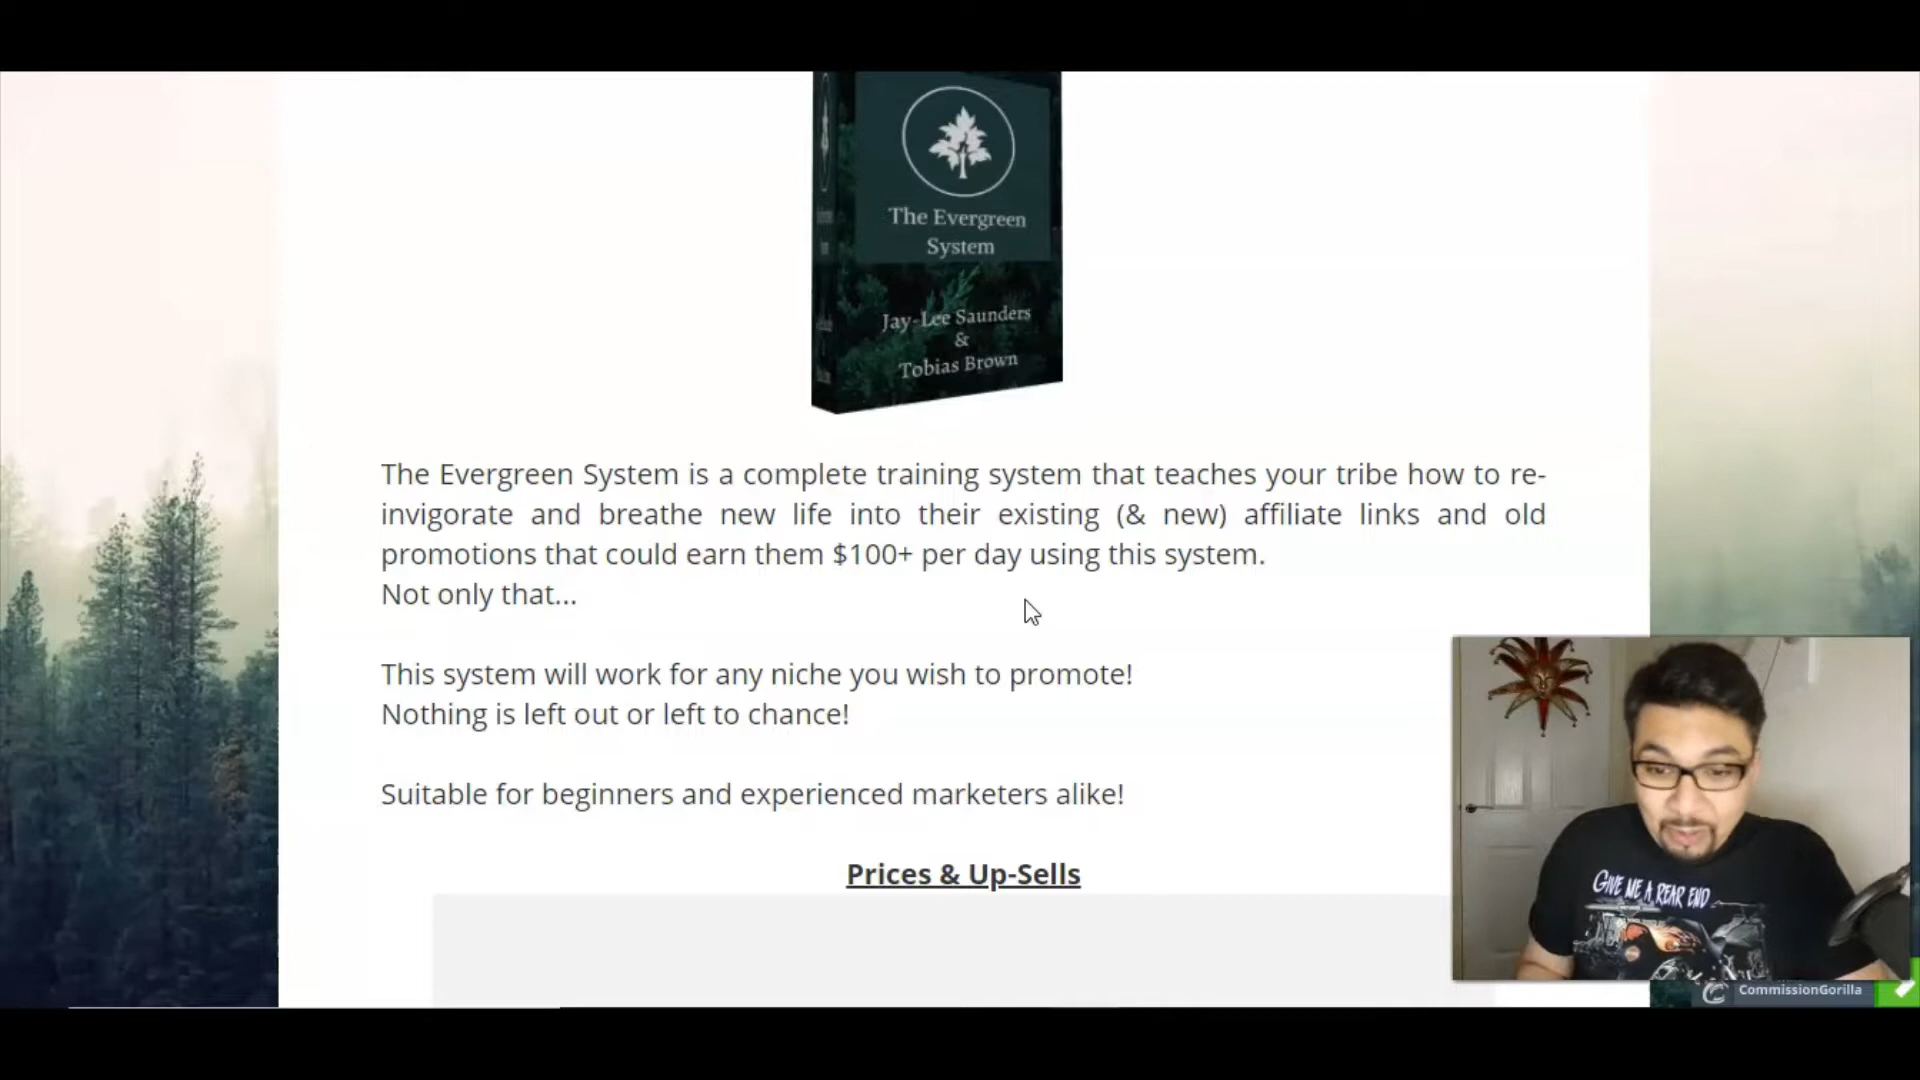 The Evergreen
System
Jay-Lee Saunders
&
Tobias Brown
The Evergreen System is a complete training system that teaches your tribe how to re-
invigorate and breathe new life into their existing (& new) affiliate links and old
promotions that could earn them $100+ per day using this system.
Not only that...
This system will work for any niche you wish to promote!
Nothing is left out or left to chance!
Suitable for beginners and experienced marketers alike!
Prices & Up-Sells
GIVE ME A REAR END
CommissionGorilla